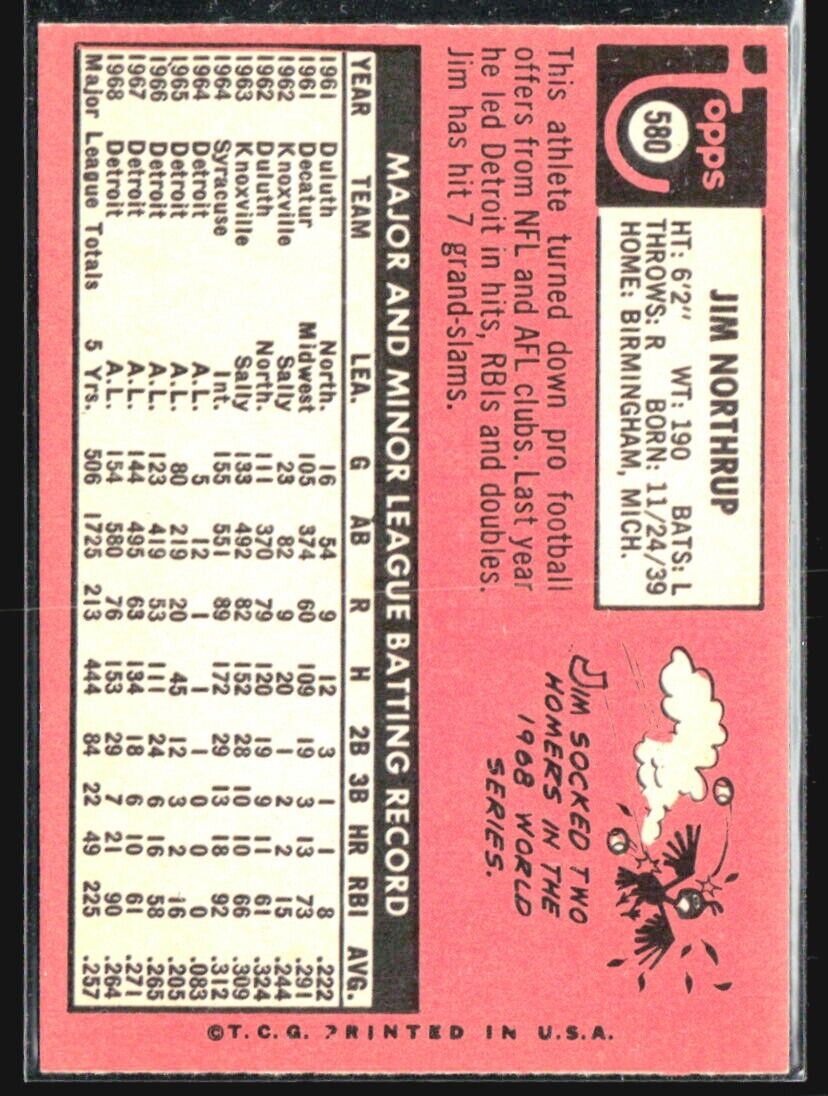 Topps
580
JIM NORTHRUP
HT: 6'2" WT: 190 BATS: L
THROWS: R BORN: 11/24/39
HOME: BIRMINGHAM, MICH.
This athlete turned down pro football
offers from NFL and AFL clubs. Last year
he led Detroit in hits, RBIs and doubles.
Jim has hit 7 grand-slams.
JIM SOCKED TWO
HOMERS IN THE
1968 WORLD
SERIES.
MAJOR AND MINOR LEAGUE BATTING RECORD
YEAR TEAM LEA. G AB R H 2B 3B HR RBI AVG.
1961 Duluth North. 16 54 9 12 3 1 1 8 .222
1961 Decatur Midwest 105 374 60 109 19 3 13 73 .291
1962 Knoxville Sally 23 82 9 20 1 2 2 15 .244
1962 Duluth North. 111 370 79 120 19 9 11 61 .324
1963 Knoxville Sally 133 492 82 152 28 10 10 66 .309
1964 Syracuse Int. 155 551 89 172 29 13 18 92 .312
1964 Detroit A.L. 5 12 1 1 1 0 0 0 .083
1965 Detroit A.L. 80 219 20 45 12 3 2 16 .205
1966 Detroit A.L. 123 419 53 111 24 6 16 58 .265
1967 Detroit A.L. 144 495 63 134 18 6 10 61 .271
1968 Detroit A.L. 154 580 76 153 29 7 21 90 .264
Major League Totals 5 Yrs. 506 1725 213 444 84 22 49 225 .257
©T.C.G. PRINTED IN U.S.A.